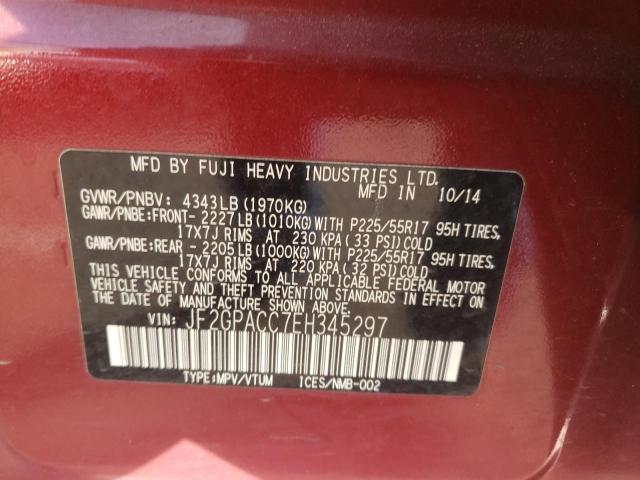 MFD BY FUJI HEAVY INDUSTRIES LTD.
MFD IN 10/14
GVWR/PNBV: 4343LB(1970KG)
GAWR/PNBE:FRONT- 2227LB(1010KG)WITH P225/55R17 95H TIRES,
17X7J RIMS AT 230 KPA(33 PSI)COLD
GAWR/PNBE:REAR - 2205LB(1000KG)WITH P225/55R17 95H TIRES,
17X7J RIMS AT 220 KPA(32 PSI)COLD
THIS VEHICLE CONFORMS TO ALL APPLICABLE FEDERAL MOTOR
VEHICLE SAFETY AND THEFT PREVENTION STANDARDS IN EFFECT ON
THE DATE OF MANUFACTURE SHOWN ABOVE.
VIN: JF2GPACC7EH345297
TYPE:MPV/VTUM ICES/NMB-002